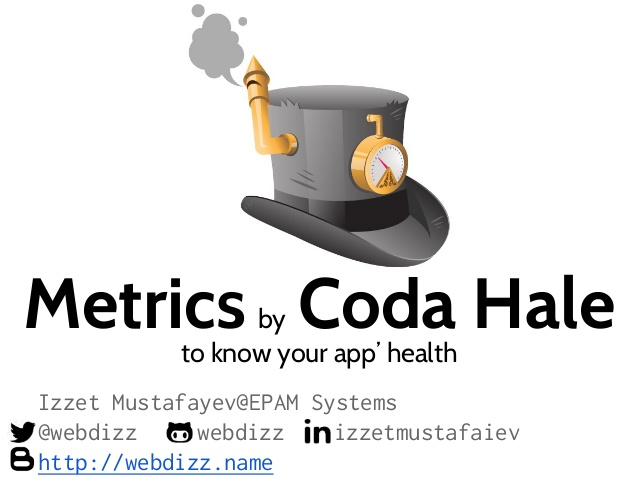 Metrics by Coda Hale
to know your app’ health
Izzet Mustafayev@EPAM Systems
@webdizz webdizz izzetmustafaiev
http://webdizz.name